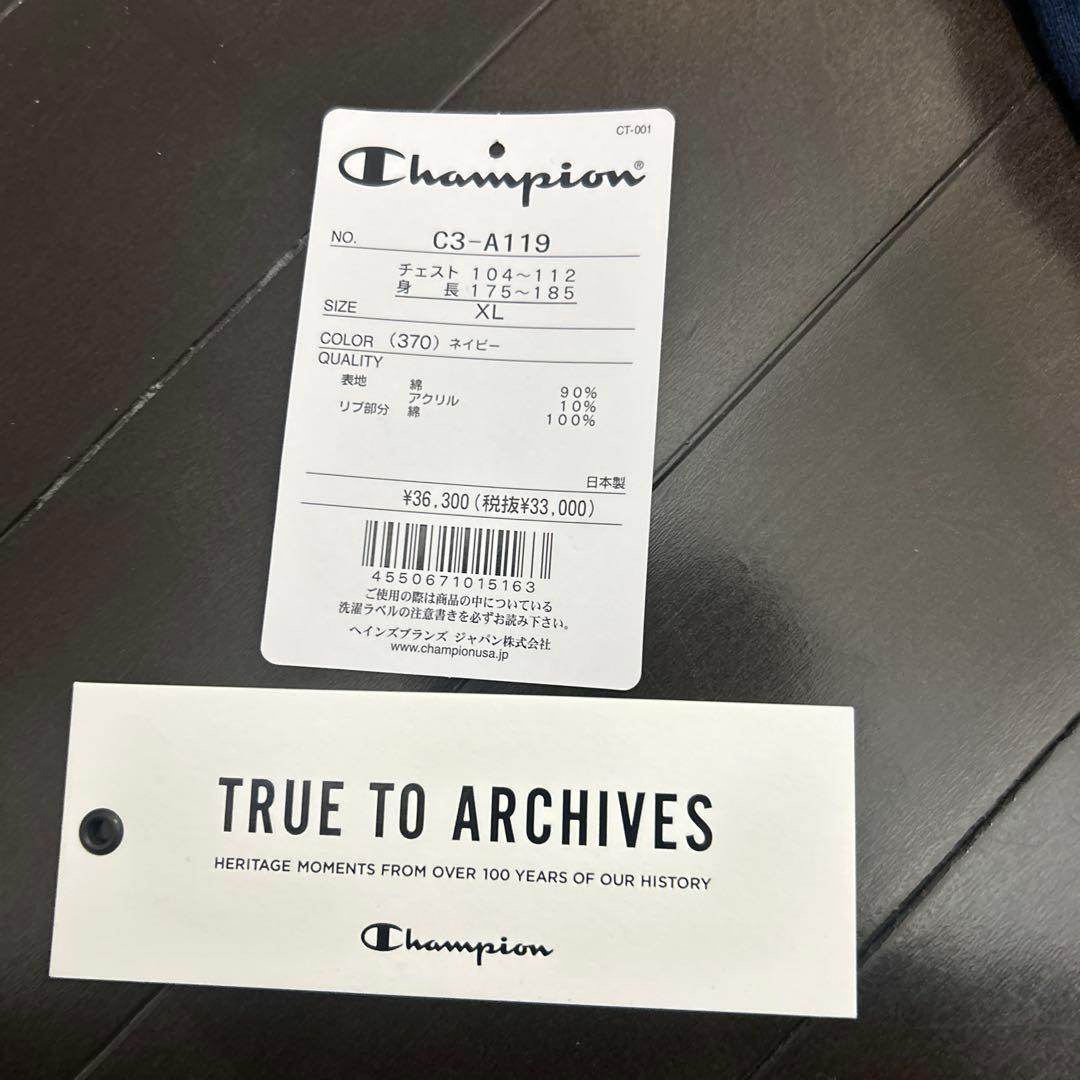 CT-001
Champion®
NO. C3-A119
チェスト 104～112
身 長 175～185
SIZE XL
COLOR (370) ネイビー
QUALITY
表地 綿 90%
アクリル 10%
リブ部分 綿 100%
日本製
¥36,300(税抜¥33,000)
4550671015163
ご使用の際は商品の中についている
洗濯ラベルの注意書きを必ずお読み下さい。
ヘインズブランズ ジャパン株式会社
www.championusa.jp
TRUE TO ARCHIVES
HERITAGE MOMENTS FROM OVER 100 YEARS OF OUR HISTORY
Champion